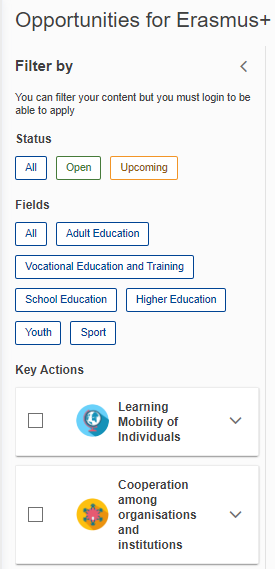 Opportunities for Erasmus+
Filter by
You can filter your content but you must login to be
able to apply
Status
All
Open
Upcoming
Fields
All
Adult Education
Vocational Education and Training
School Education
Higher Education
Youth
Sport
Key Actions
Learning
Mobility of
Individuals
Cooperation
among
organisations
and
institutions